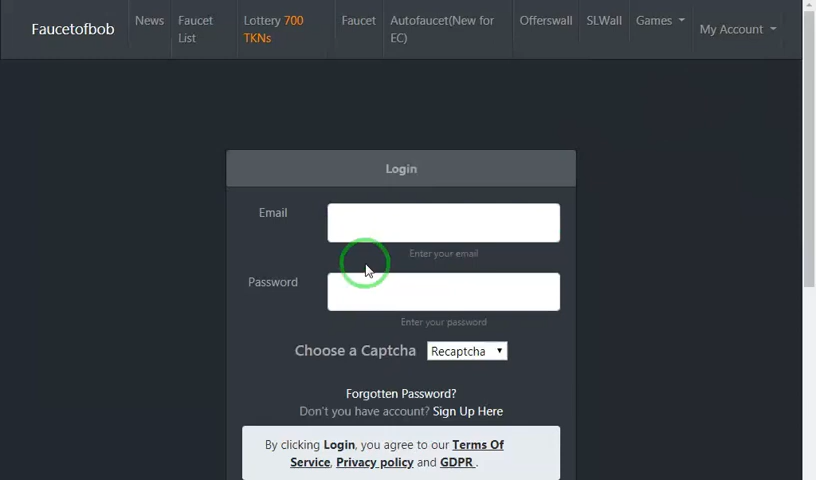 Faucetofbob
News
Faucet
List
Lottery 700
TKNs
Faucet
Autofaucet(New for
EC)
Offerswall
SLWall
Games
My Account
Login
Email
Enter your email
Password
Enter your password
Choose a Captcha Recaptcha
Forgotten Password?
Don't you have account? Sign Up Here
By clicking Login, you agree to our Terms Of
Service, Privacy policy and GDPR .